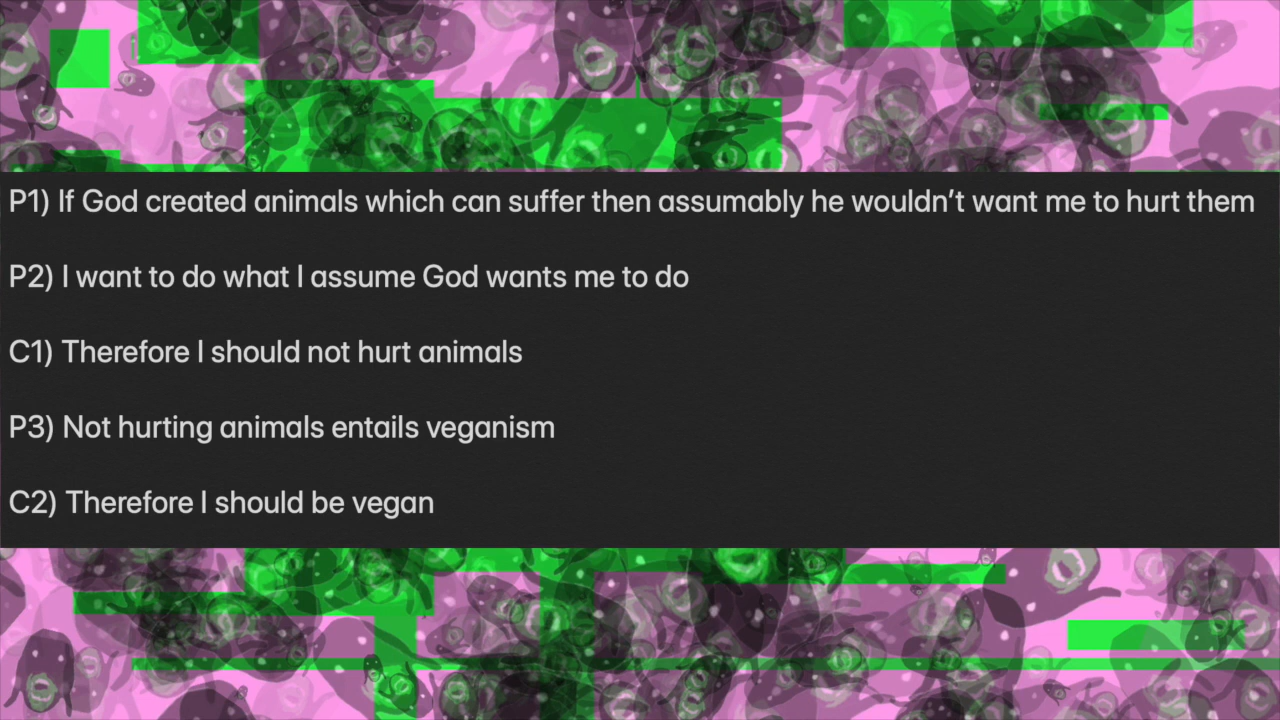 P1) If God created animals which can suffer then assumably he wouldn’t want me to hurt them
P2) I want to do what I assume God wants me to do
C1) Therefore I should not hurt animals
P3) Not hurting animals entails veganism
C2) Therefore I should be vegan